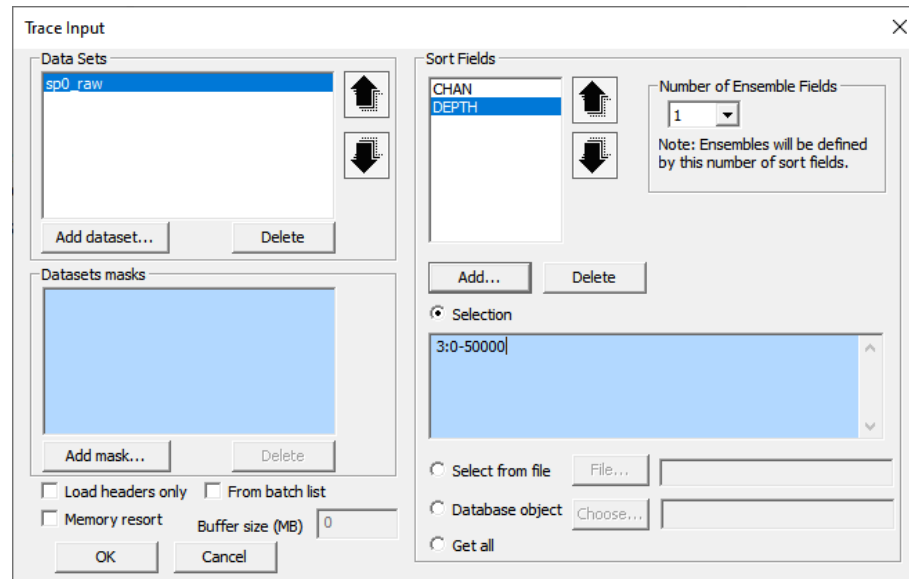 Trace Input
Data Sets
sp0_raw
Add dataset...
Delete
Datasets masks
Add mask...
Delete
Load headers only
From batch list
Memory resort
Buffer size (MB)
0
OK
Cancel
Sort Fields
CHAN
DEPTH
Number of Ensemble Fields
1
Note: Ensembles will be defined
by this number of sort fields.
Add...
Delete
Selection
3:0-50000
Select from file
File...
Database object
Choose...
Get all